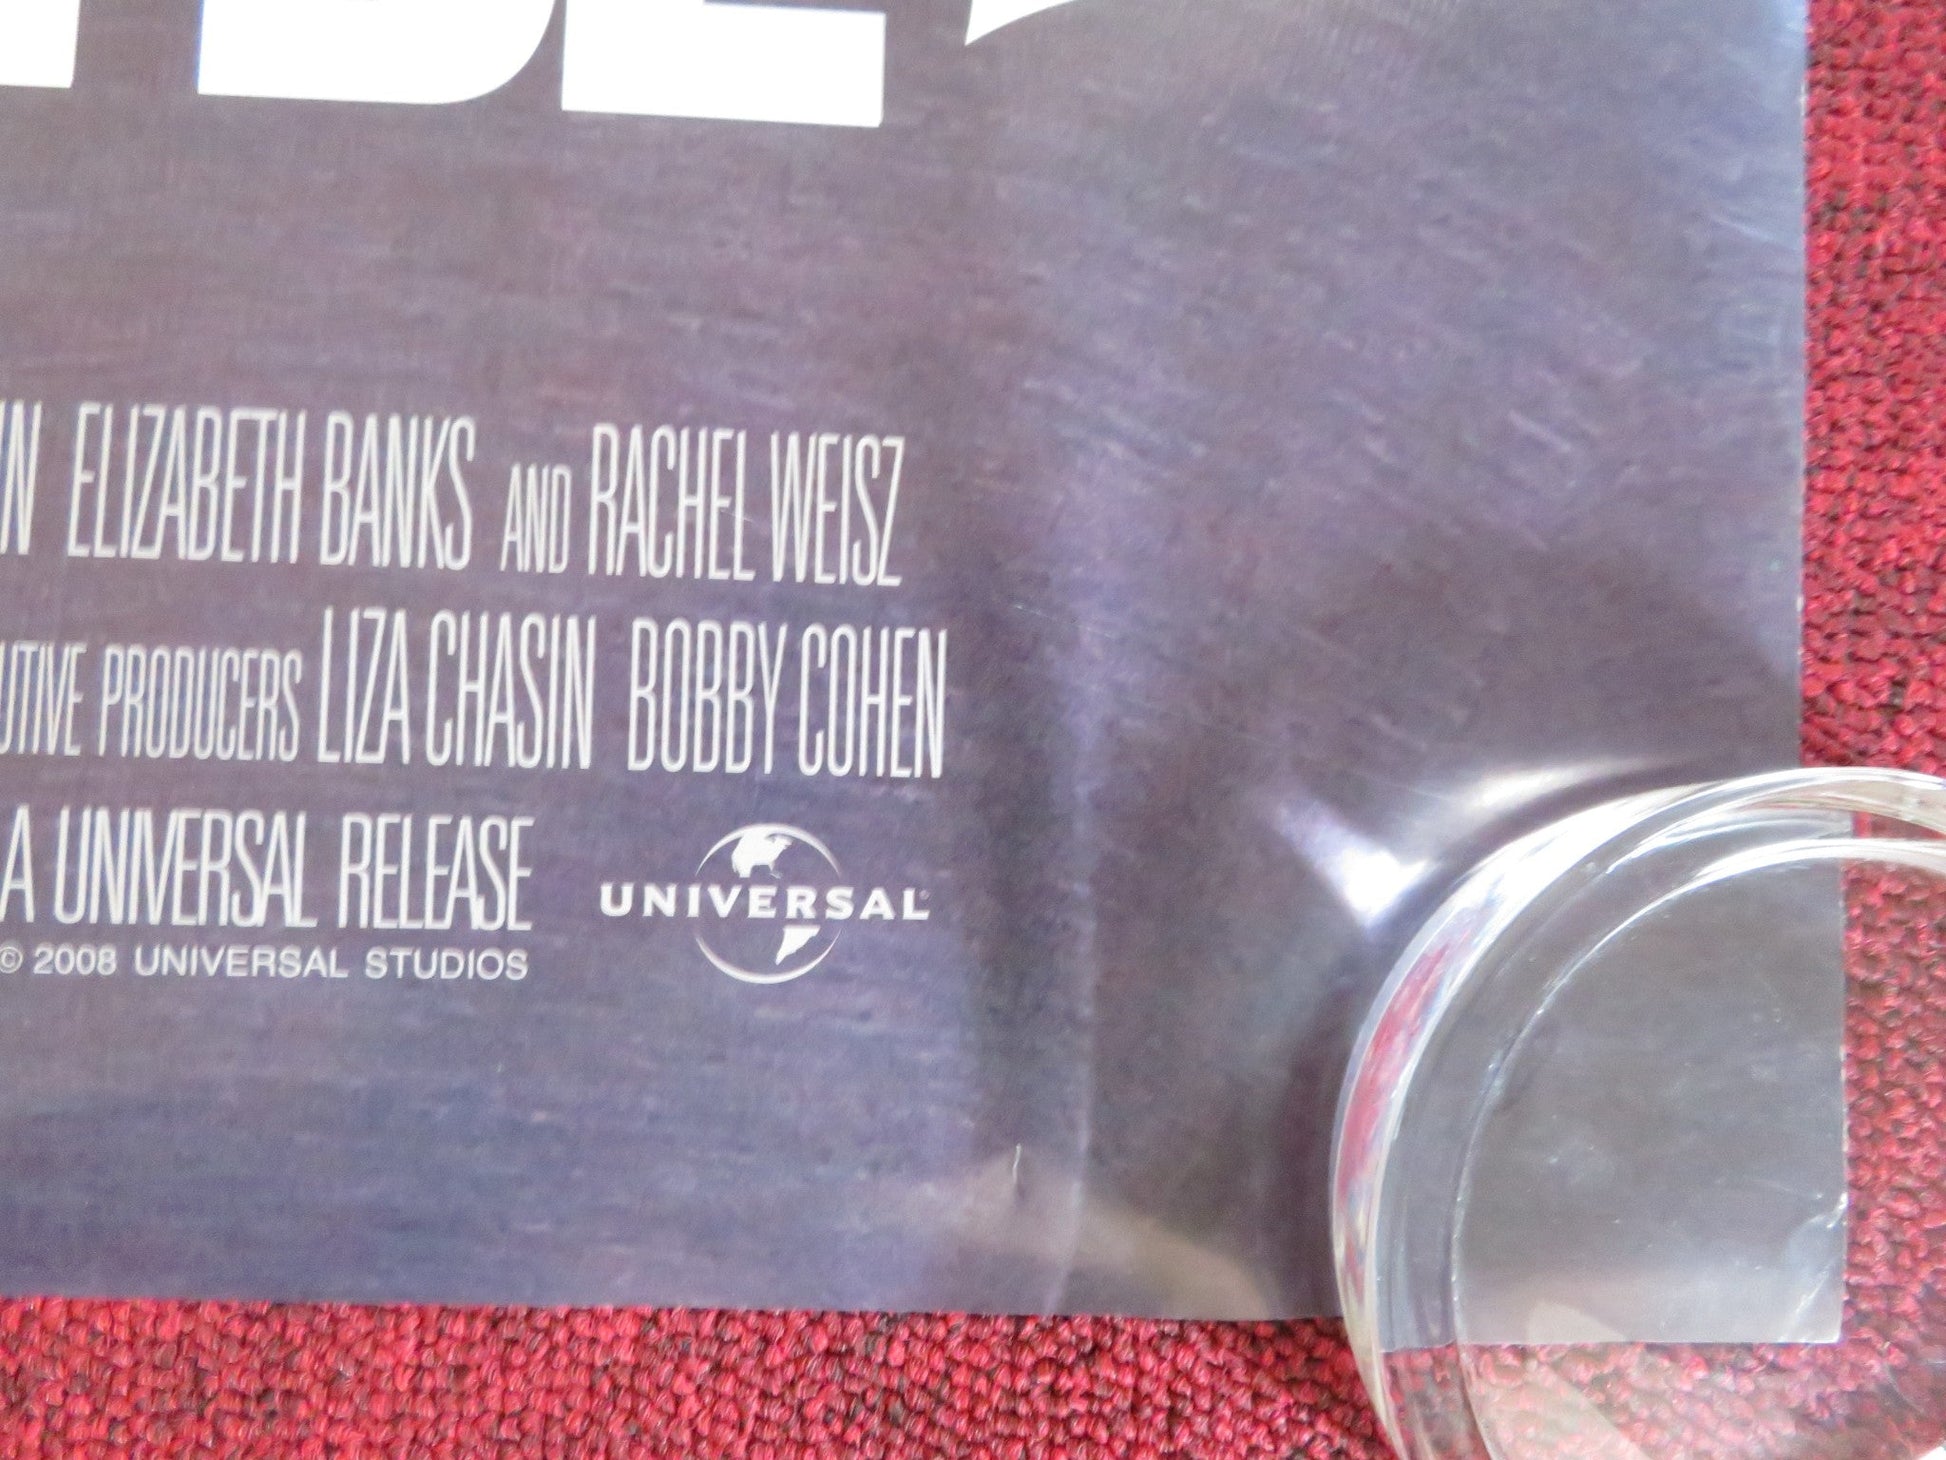 N ELIZABETH BANKS AND RACHEL WEISZ
UTIVE PRODUCERS LIZA CHASIN BOBBY COHEN
A UNIVERSAL RELEASE
© 2008 UNIVERSAL STUDIOS
UNIVERSAL